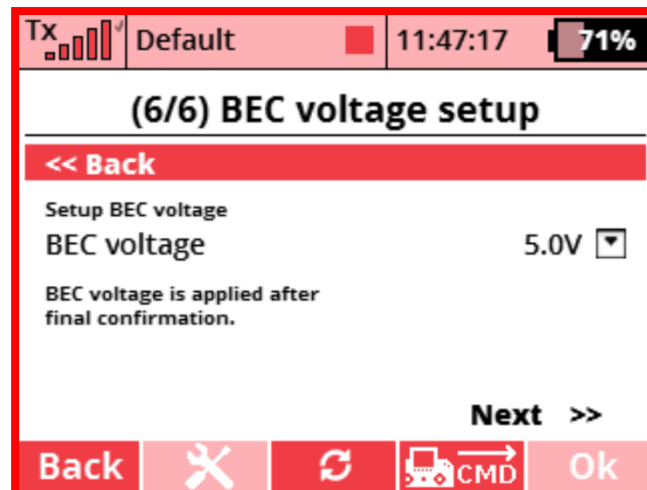 Tx Default 11:47:17 71%
(6/6) BEC voltage setup
<< Back
Setup BEC voltage
BEC voltage 5.0V
BEC voltage is applied after
final confirmation.
Next >>
Back CMD Ok